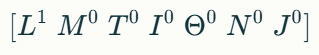 [L¹ M⁰ T⁰ I⁰ Θ⁰ N⁰ J⁰]